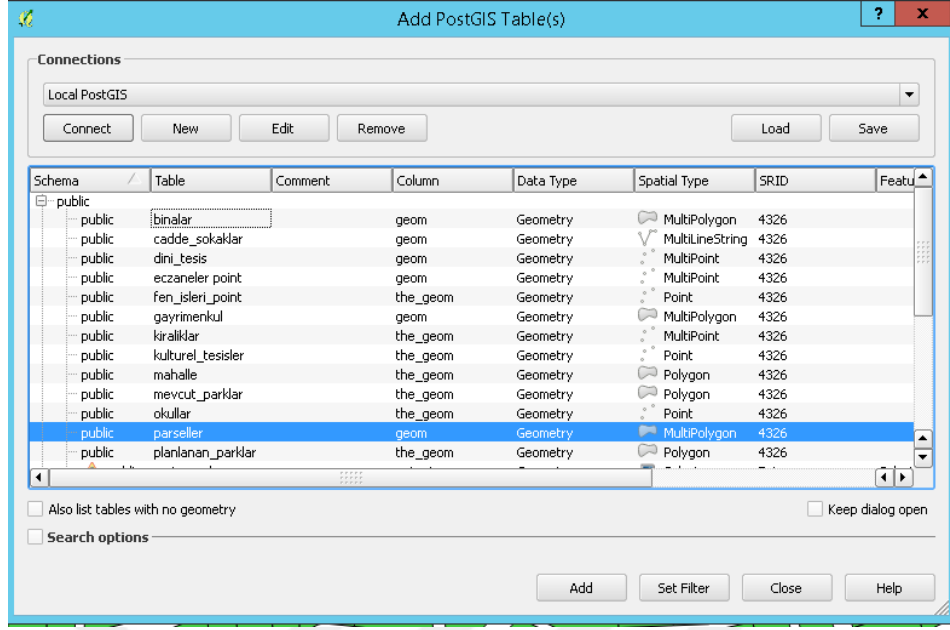 Add PostGIS Table(s)
? x
Connections
Local PostGIS
Connect New Edit Remove Load Save
Schema Table Comment Column Data Type Spatial Type SRID Featu
public
public binalar geom Geometry MultiPolygon 4326
public cadde_sokaklar geom Geometry MultiLineString 4326
public dini_tesis geom Geometry MultiPoint 4326
public eczaneler point geom Geometry MultiPoint 4326
public fen_isleri_point the_geom Geometry Point 4326
public gayrimenkul geom Geometry MultiPolygon 4326
public kiraliklar the_geom Geometry MultiPoint 4326
public kulturel_tesisler the_geom Geometry Point 4326
public mahalle the_geom Geometry Polygon 4326
public mevcut_parklar the_geom Geometry Polygon 4326
public okullar the_geom Geometry Point 4326
public parseller geom Geometry MultiPolygon 4326
public planlanan_parklar the_geom Geometry Polygon 4326
Also list tables with no geometry Keep dialog open
Search options
Add Set Filter Close Help